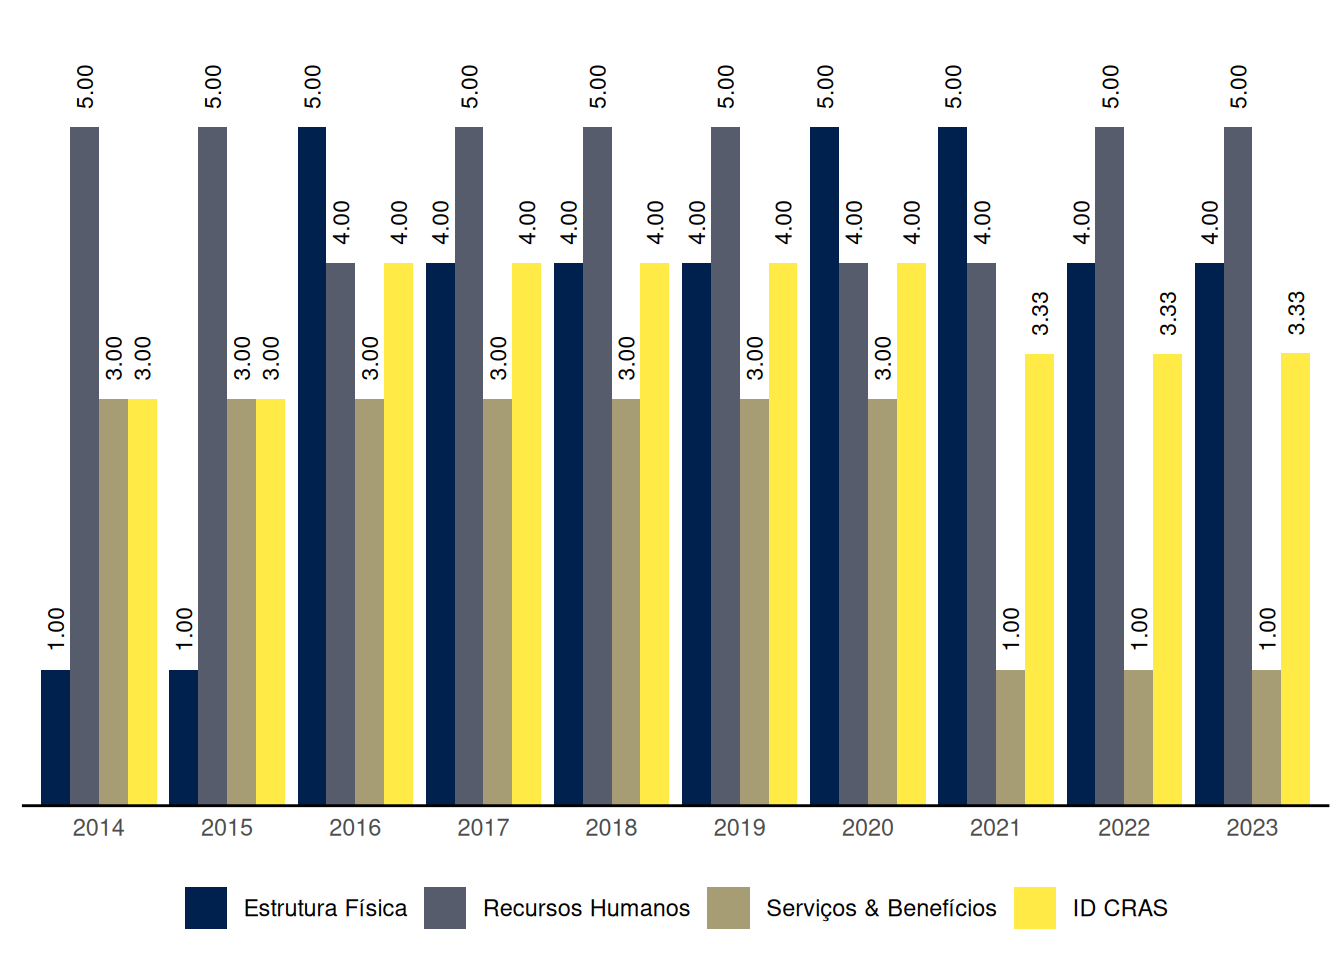 5.00 5.00 5.00 5.00 5.00 5.00 5.00 5.00 5.00 5.00
4.00 4.00 4.00 4.00 4.00 4.00 4.00 4.00 4.00 4.00 4.00 4.00 4.00
3.33 3.33 3.33
3.00 3.00 3.00 3.00 3.00 3.00 3.00 3.00 3.00
1.00 1.00 1.00 1.00 1.00
2014 2015 2016 2017 2018 2019 2020 2021 2022 2023
Estrutura Física Recursos Humanos Serviços & Benefícios ID CRAS